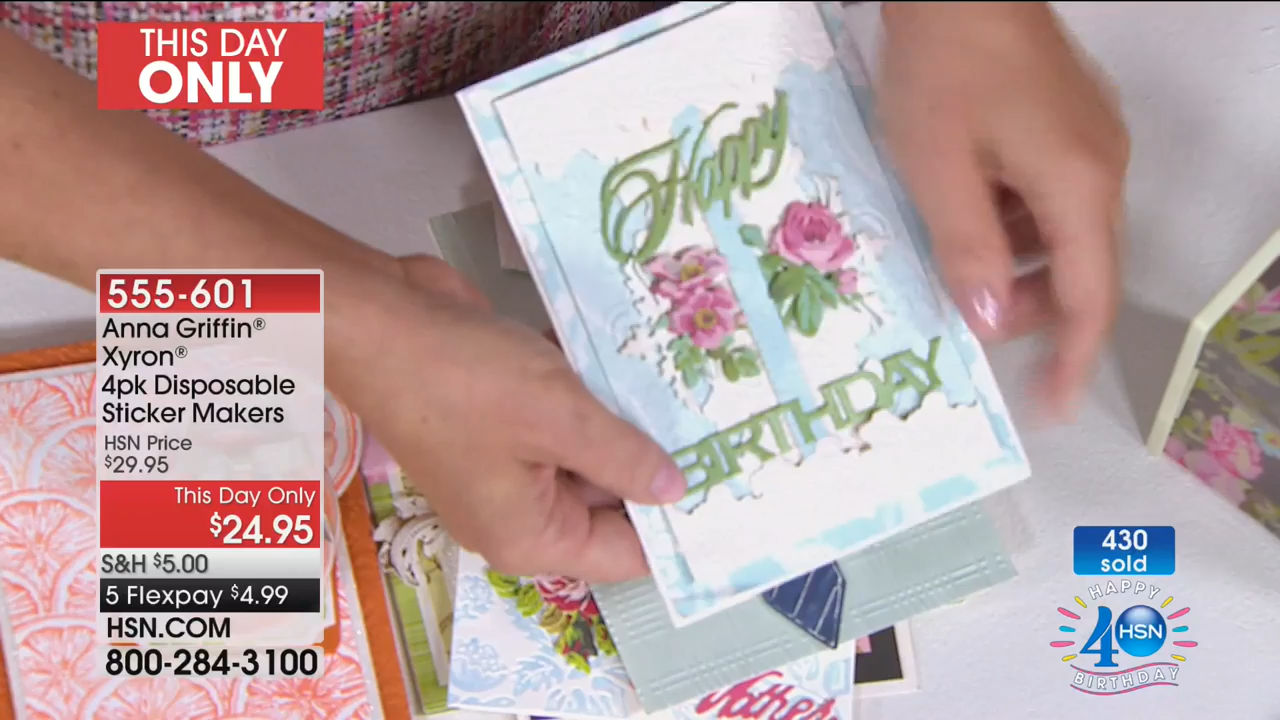 THIS DAY
ONLY
555-601
Anna Griffin®
Xyron®
4pk Disposable
Sticker Makers
HSN Price
$29.95
This Day Only
$24.95
S&H $5.00
5 Flexpay $4.99
HSN.COM
800-284-3100
Happy
BIRTHDAY
430
sold
HAPPY
40 HSN
BIRTHDAY